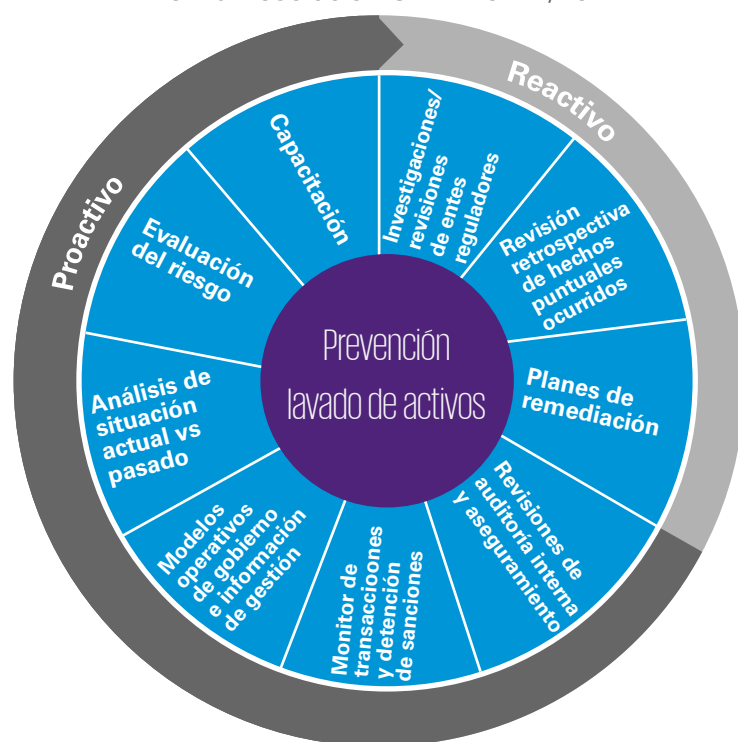 Proactivo
Reactivo
Capacitación
Investigaciones/
revisiones
de entes
reguladores
Revisión
retrospectiva
de hechos
puntuales
ocurridos
Planes de
remediación
Revisiones de
auditoría interna
y aseguramiento
Monitor de
transaccioones
y detención
de sanciones
Modelos
operativos
de gobierno
e información
de gestión
Análisis de
situación
actual vs
pasado
Evaluación
del riesgo
Prevención
lavado de activos